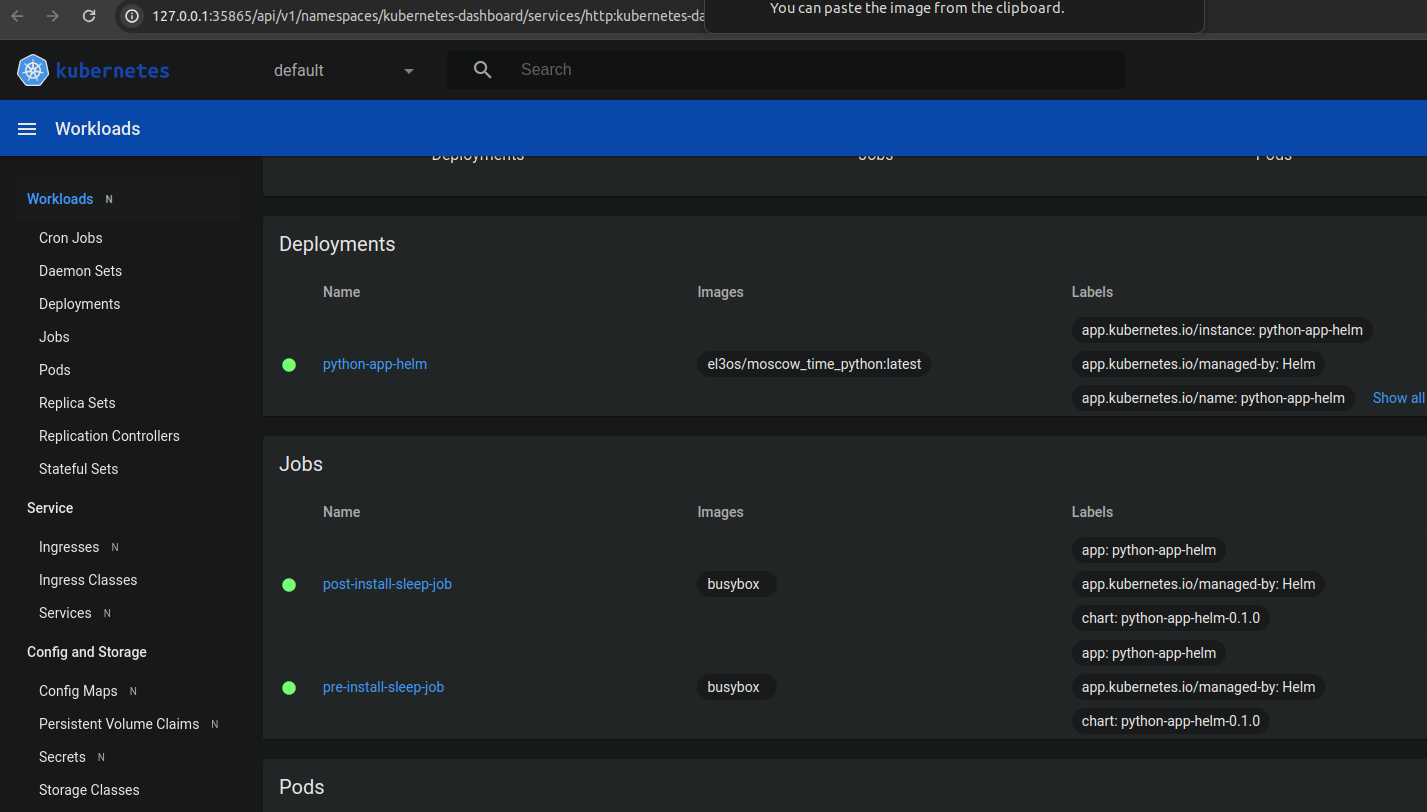 You can paste the image from the clipboard.
127.0.0.1:35865/api/v1/namespaces/kubernetes-dashboard/services/http:kubernetes-da
kubernetes
default
Search
Workloads
Deployments
Jobs
Pods
Workloads N
Cron Jobs
Daemon Sets
Deployments
Jobs
Pods
Replica Sets
Replication Controllers
Stateful Sets
Service
Ingresses N
Ingress Classes
Services N
Config and Storage
Config Maps N
Persistent Volume Claims N
Secrets N
Storage Classes
Deployments
Name Images Labels
app.kubernetes.io/instance: python-app-helm
python-app-helm el3os/moscow_time_python:latest app.kubernetes.io/managed-by: Helm
app.kubernetes.io/name: python-app-helm Show all
Jobs
Name Images Labels
app: python-app-helm
post-install-sleep-job busybox app.kubernetes.io/managed-by: Helm
chart: python-app-helm-0.1.0
app: python-app-helm
pre-install-sleep-job busybox app.kubernetes.io/managed-by: Helm
chart: python-app-helm-0.1.0
Pods